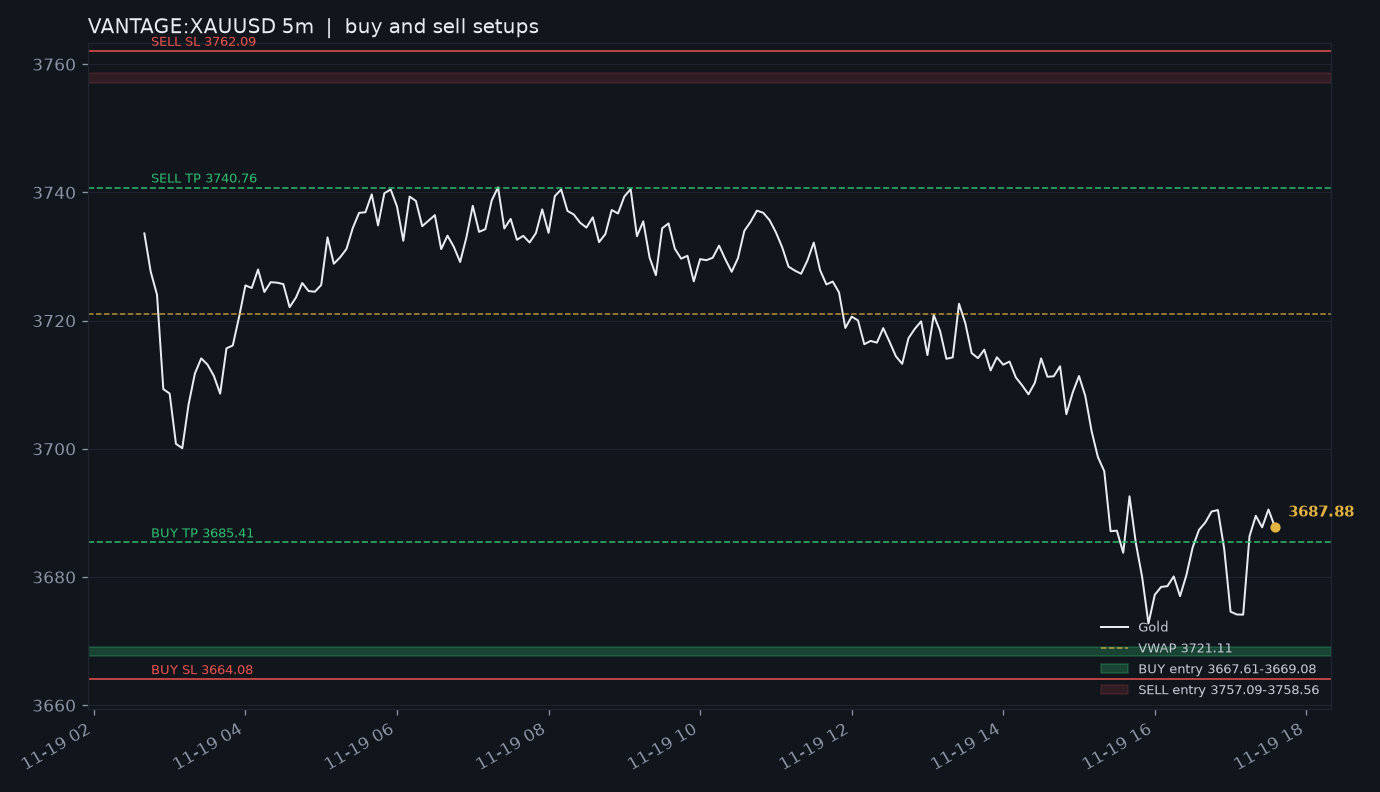 VANTAGE:XAUUSD 5m | buy and sell setups
SELL SL 3762.09
3760
SELL TP 3740.76
3740
3720
3700
3687.88
BUY TP 3685.41
3680
Gold
VWAP 3721.11
BUY SL 3664.08
BUY entry 3667.61-3669.08
SELL entry 3757.09-3758.56
3660
11-19 02
11-19 04
11-19 06
11-19 08
11-19 10
11-19 12
11-19 14
11-19 16
11-19 18